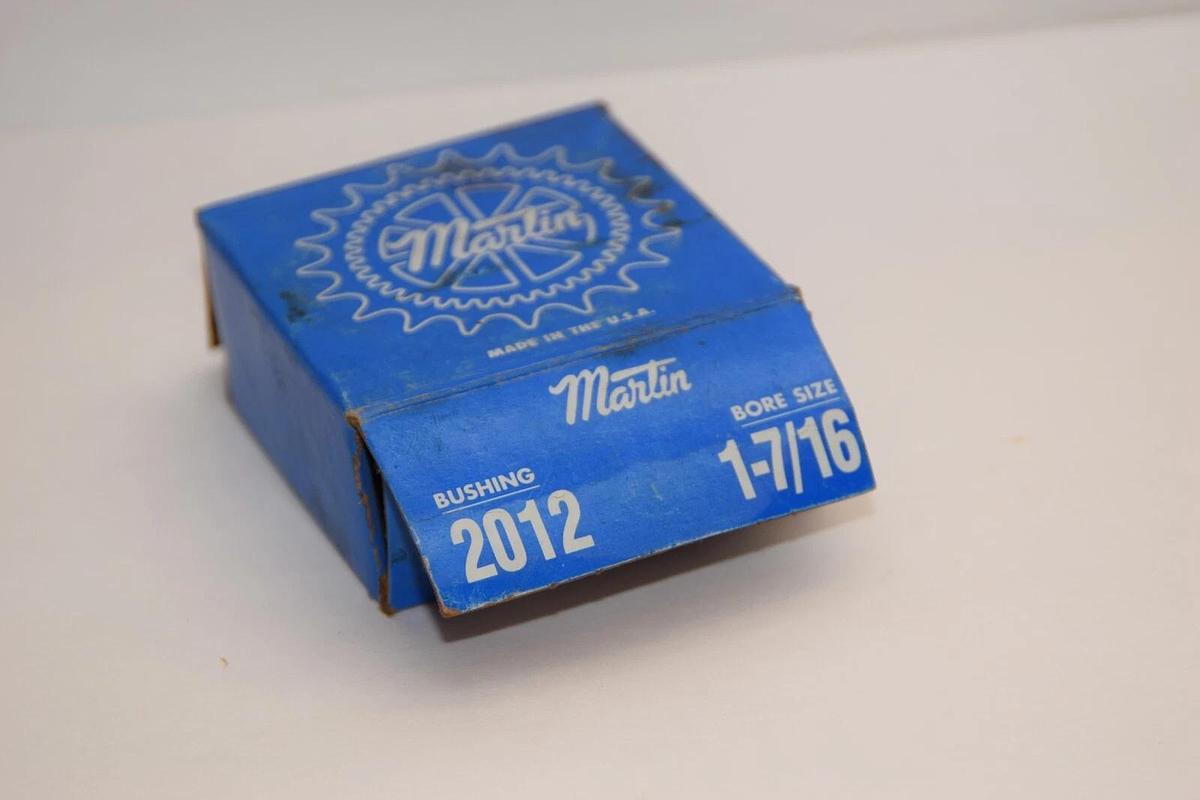 Martin
MADE IN THE U.S.A.
Martin
BUSHING
2012
BORE SIZE
1-7/16